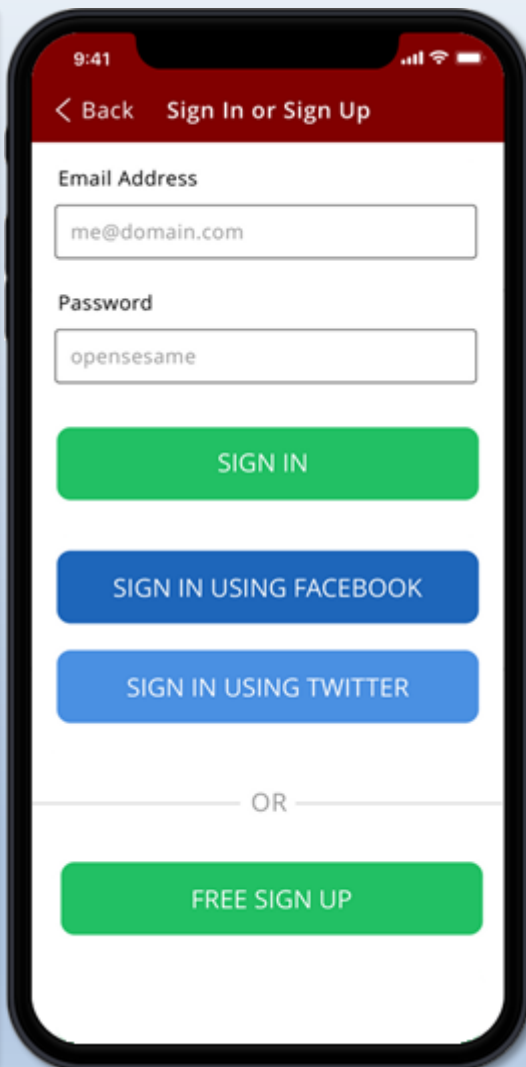 9:41
Back Sign In or Sign Up
Email Address
me@domain.com
Password
opensesame
SIGN IN
SIGN IN USING FACEBOOK
SIGN IN USING TWITTER
OR
FREE SIGN UP